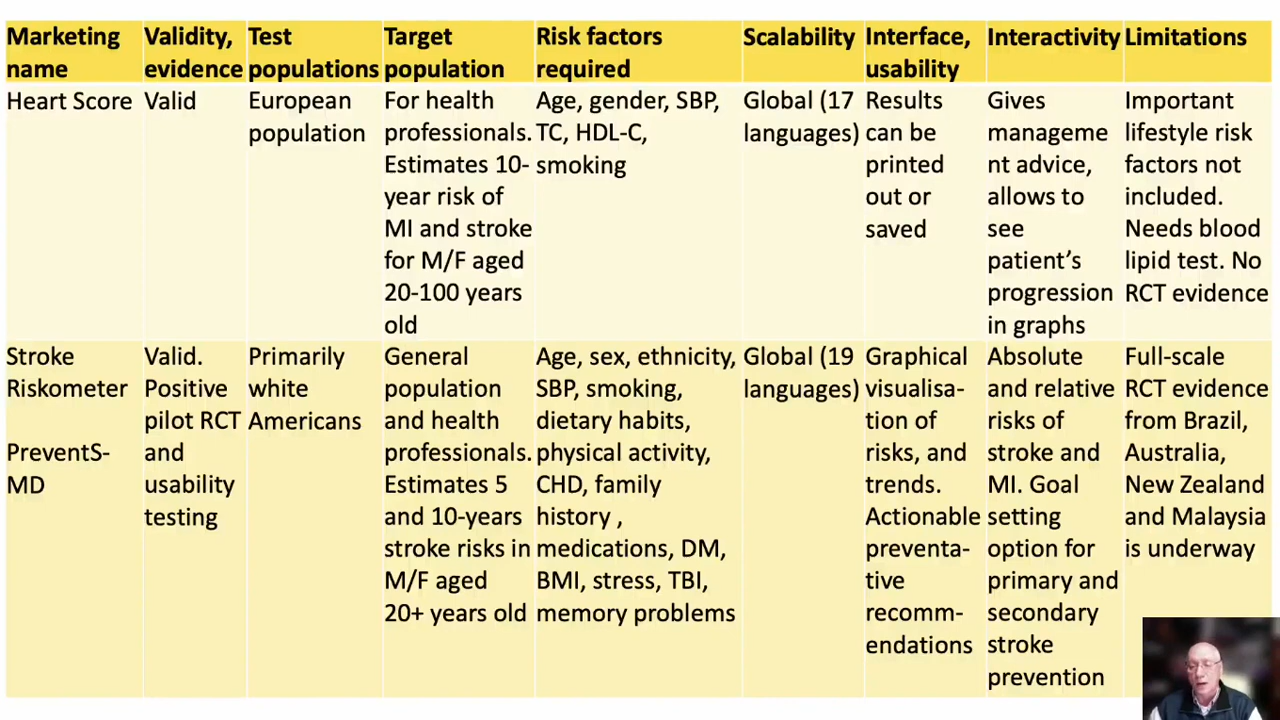 Marketing name
Validity, evidence
Test populations
Target population
Risk factors required
Scalability
Interface, usability
Interactivity
Limitations
Heart Score
Valid
European
population
For health
professionals.
Estimates 10-
year risk of
MI and stroke
for M/F aged
20-100 years
old
Age, gender, SBP,
TC, HDL-C,
smoking
Global (17
languages)
Results
can be
printed
out or
saved
Gives
manageme
nt advice,
allows to
see
patient’s
progression
in graphs
Important
lifestyle risk
factors not
included.
Needs blood
lipid test. No
RCT evidence
Stroke
Riskometer
PreventS-
MD
Valid.
Positive
pilot RCT
and
usability
testing
Primarily
white
Americans
General
population
and health
professionals.
Estimates 5
and 10-years
stroke risks in
M/F aged
20+ years old
Age, sex, ethnicity,
SBP, smoking,
dietary habits,
physical activity,
CHD, family
history ,
medications, DM,
BMI, stress, TBI,
memory problems
Global (19
languages)
Graphical
visualisa-
tion of
risks, and
trends.
Actionable
preventa-
tive
recomm-
endations
Absolute
and relative
risks of
stroke and
MI. Goal
setting
option for
primary and
secondary
stroke
prevention
Full-scale
RCT evidence
from Brazil,
Australia,
New Zealand
and Malaysia
is underway